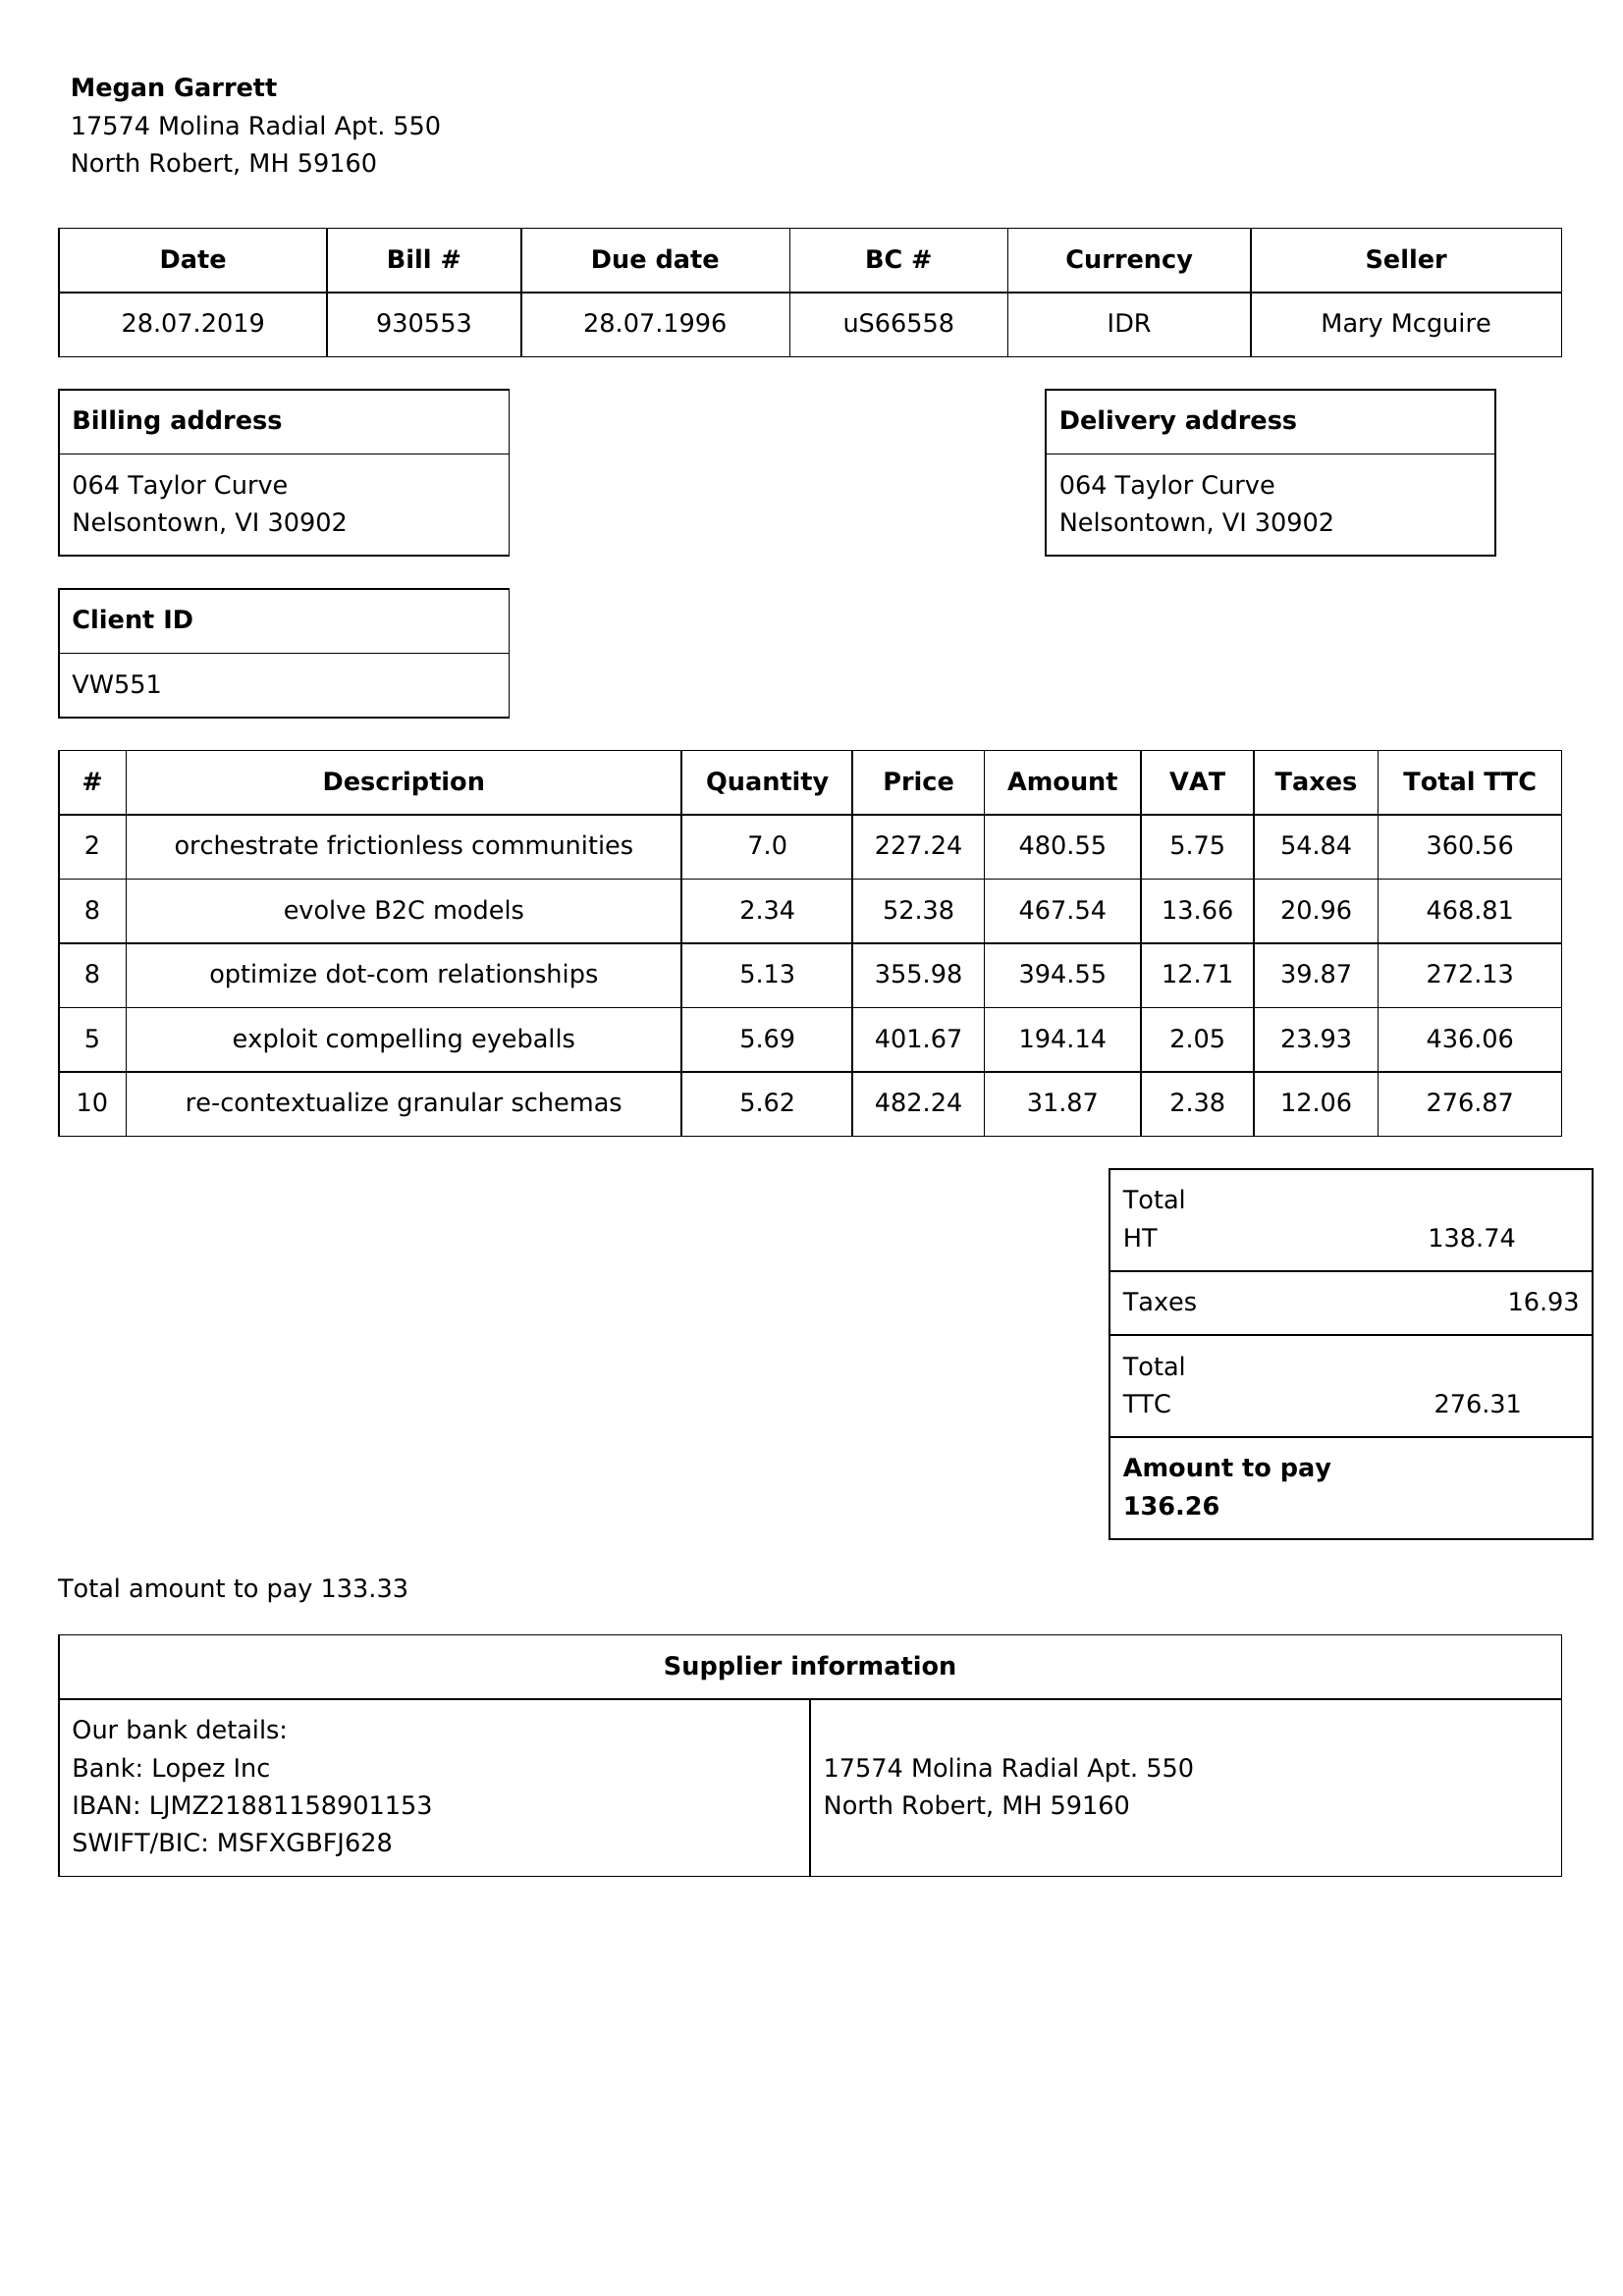 Megan Garrett
17574 Molina Radial Apt. 550
North Robert, MH 59160
Date Bill # Due date BC # Currency Seller
28.07.2019 930553 28.07.1996 uS66558 IDR Mary Mcguire
Billing address
064 Taylor Curve
Nelsontown, VI 30902
Delivery address
064 Taylor Curve
Nelsontown, VI 30902
Client ID
VW551
# Description Quantity Price Amount VAT Taxes Total TTC
2 orchestrate frictionless communities 7.0 227.24 480.55 5.75 54.84 360.56
8 evolve B2C models 2.34 52.38 467.54 13.66 20.96 468.81
8 optimize dot-com relationships 5.13 355.98 394.55 12.71 39.87 272.13
5 exploit compelling eyeballs 5.69 401.67 194.14 2.05 23.93 436.06
10 re-contextualize granular schemas 5.62 482.24 31.87 2.38 12.06 276.87
Total
HT 138.74
Taxes 16.93
Total
TTC 276.31
Amount to pay
136.26
Total amount to pay 133.33
Supplier information
Our bank details:
Bank: Lopez Inc
IBAN: LJMZ21881158901153
SWIFT/BIC: MSFXGBFJ628
17574 Molina Radial Apt. 550
North Robert, MH 59160